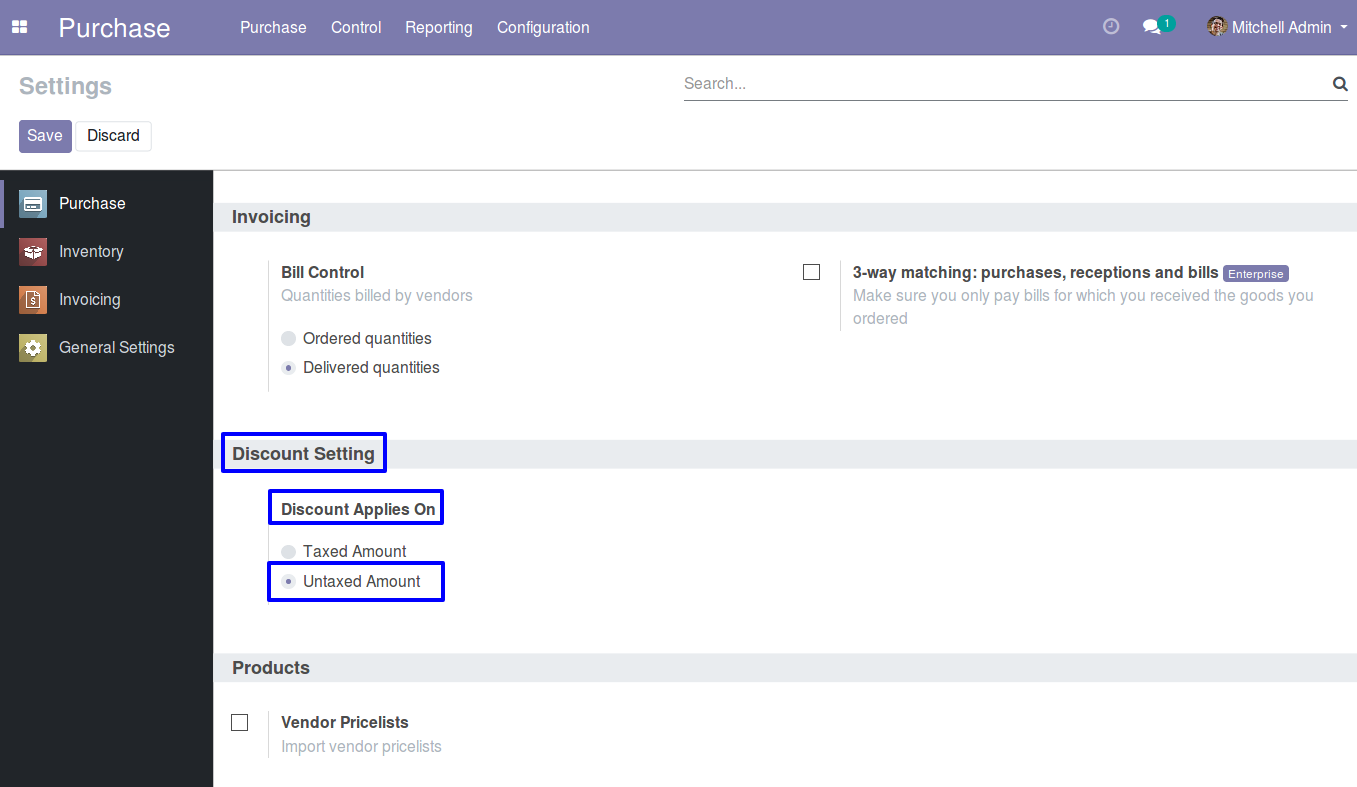 Purchase
Purchase Control Reporting Configuration
1
Mitchell Admin
Settings
Search...
Save Discard
Purchase
Inventory
Invoicing
General Settings
Invoicing
Bill Control
Quantities billed by vendors
Ordered quantities
Delivered quantities
3-way matching: purchases, receptions and bills Enterprise
Make sure you only pay bills for which you received the goods you
ordered
Discount Setting
Discount Applies On
Taxed Amount
Untaxed Amount
Products
Vendor Pricelists
Import vendor pricelists